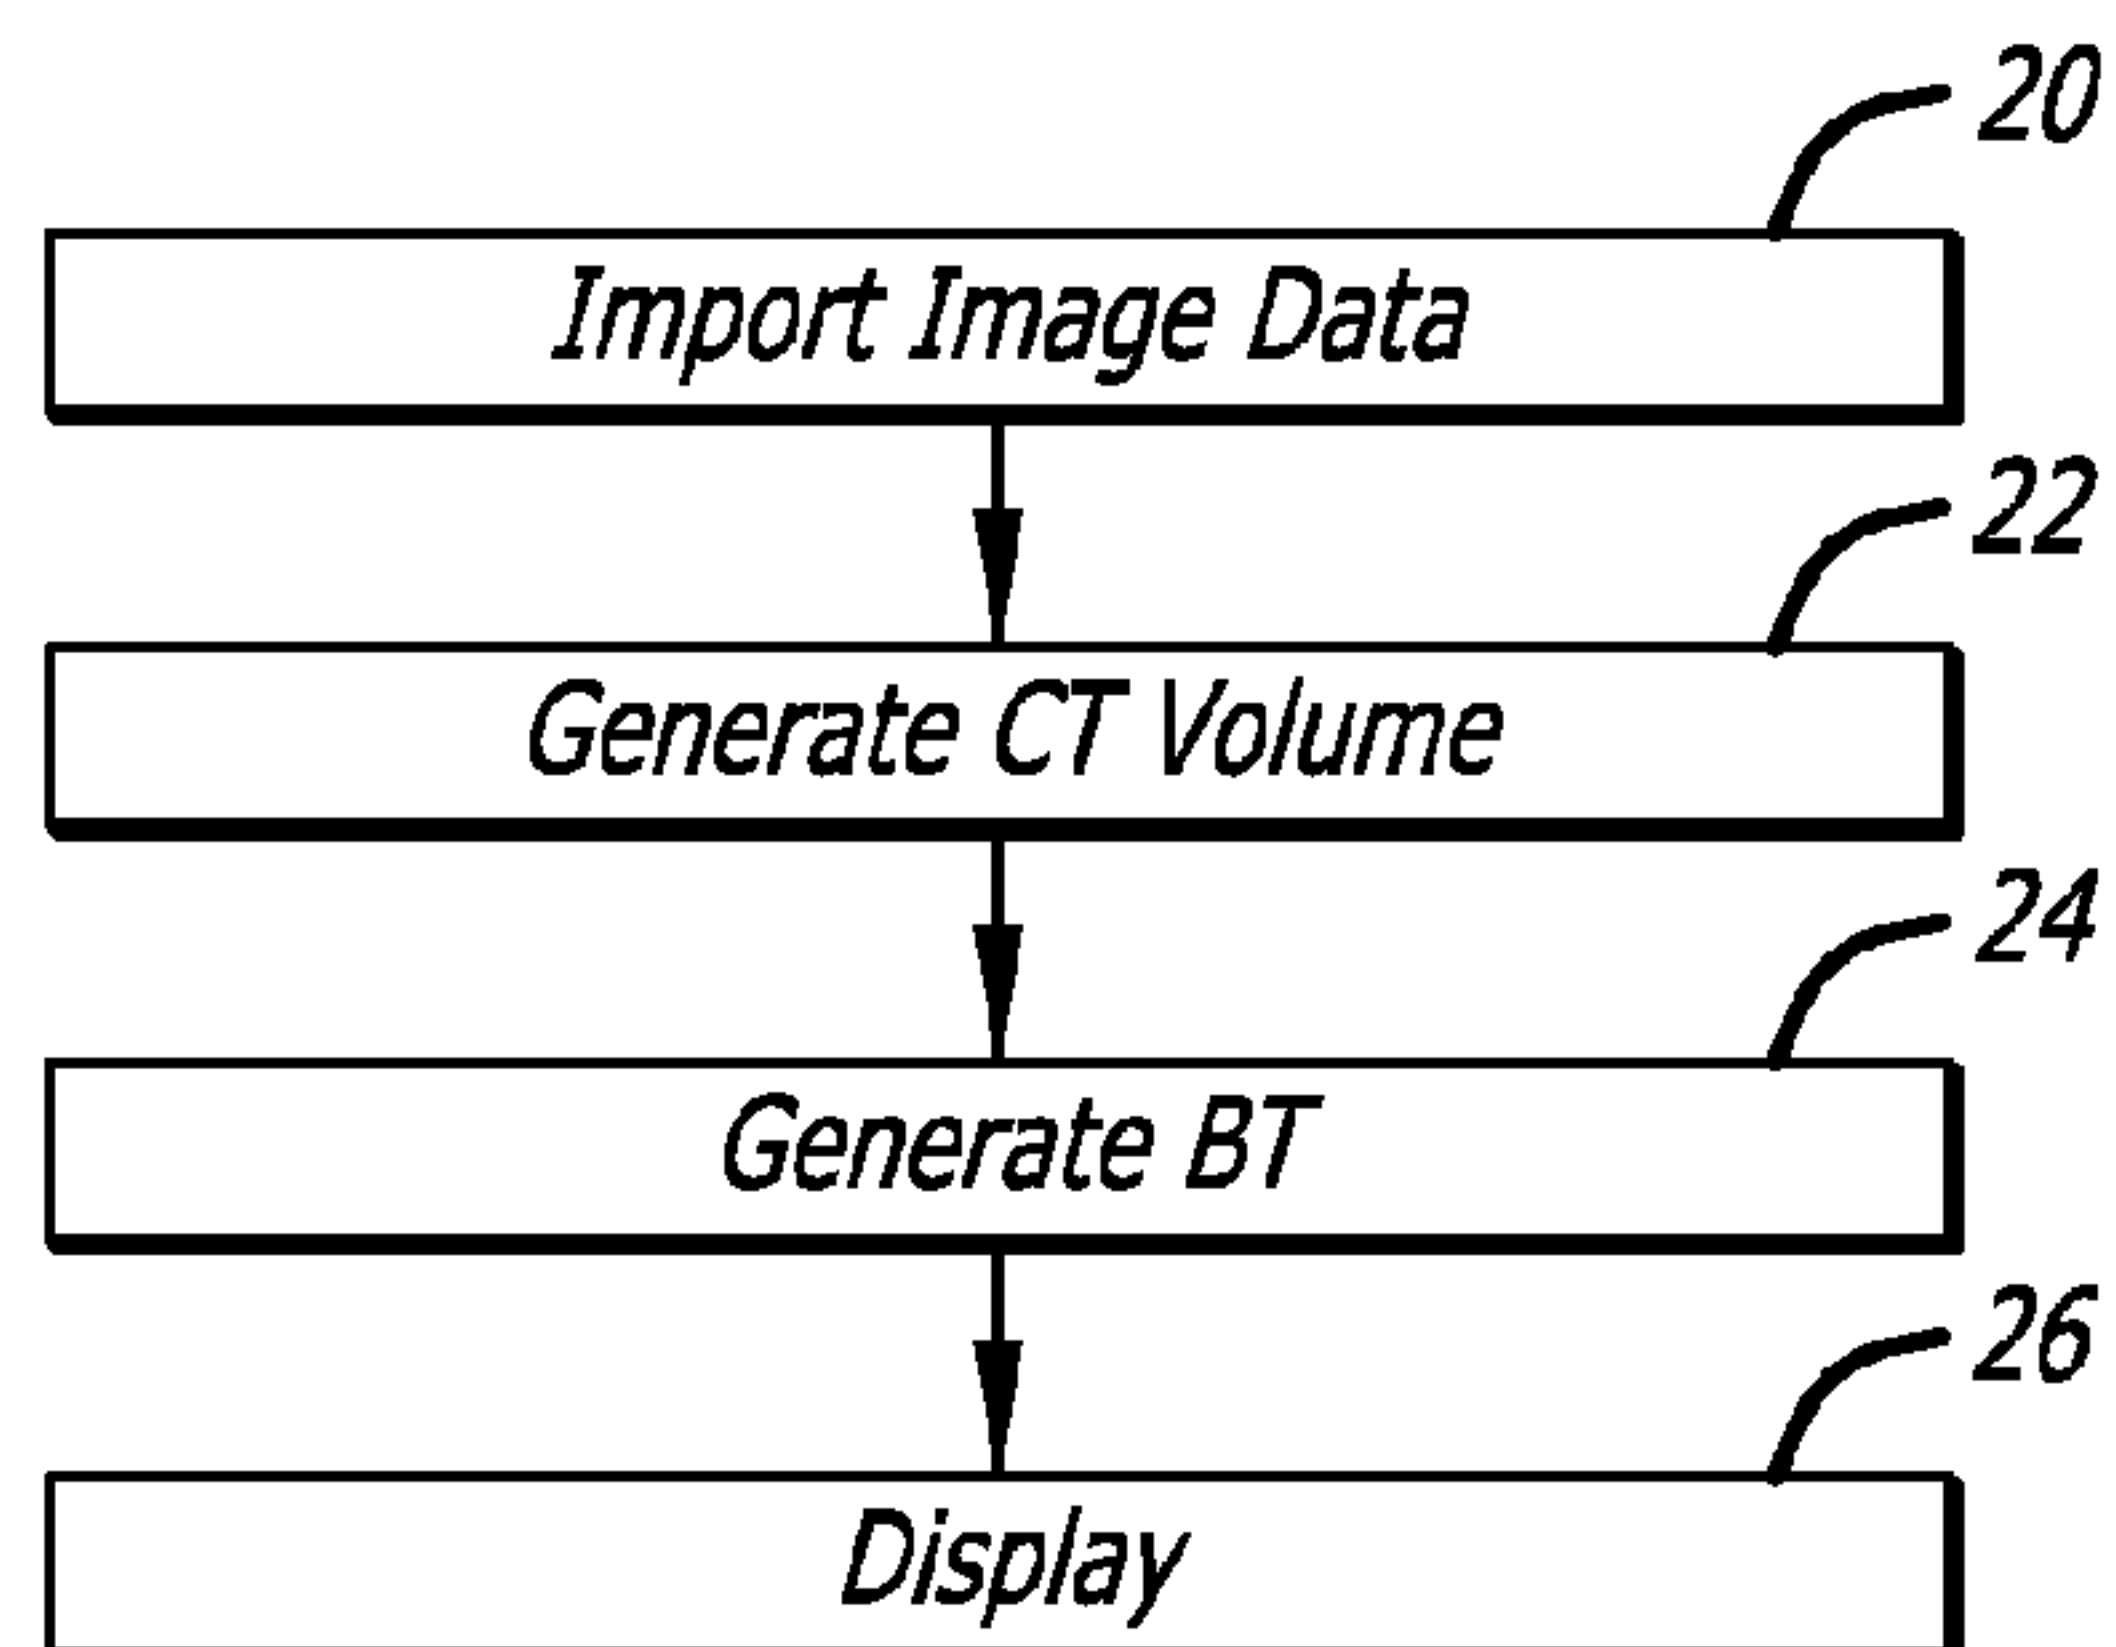 20
Import Image Data
22
Generate CT Volume
24
Generate BT
26
Display